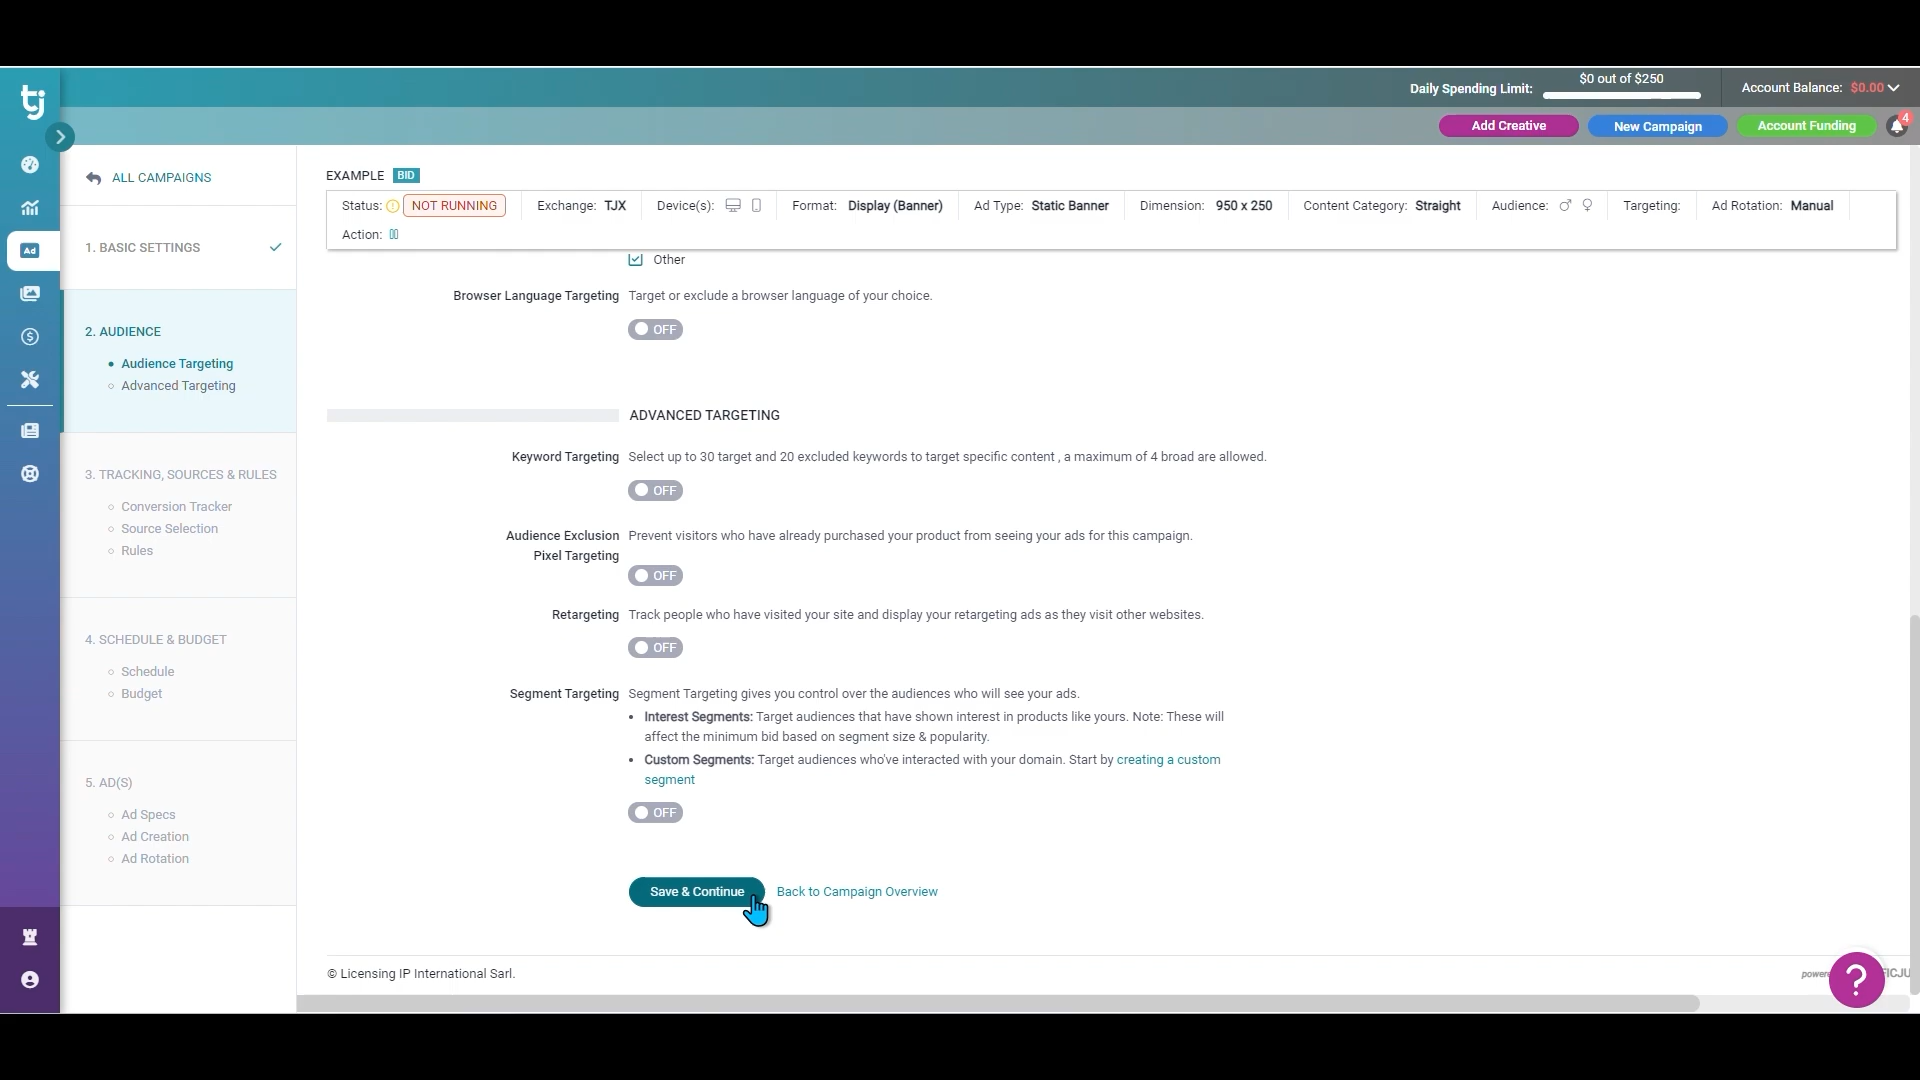 tj
Daily Spending Limit:
$0 out of $250
Account Balance: $0.00
Add Creative
New Campaign
Account Funding
4
ALL CAMPAIGNS
1. BASIC SETTINGS
2. AUDIENCE
Audience Targeting
Advanced Targeting
3. TRACKING, SOURCES & RULES
Conversion Tracker
Source Selection
Rules
4. SCHEDULE & BUDGET
Schedule
Budget
5. AD(S)
Ad Specs
Ad Creation
Ad Rotation
Ad
EXAMPLE BID
Status: NOT RUNNING Exchange: TJX Device(s): Format: Display (Banner) Ad Type: Static Banner Dimension: 950 x 250 Content Category: Straight Audience: Targeting: Ad Rotation: Manual
Action:
Other
Browser Language Targeting Target or exclude a browser language of your choice.
OFF
ADVANCED TARGETING
Keyword Targeting Select up to 30 target and 20 excluded keywords to target specific content , a maximum of 4 broad are allowed.
OFF
Audience Exclusion Prevent visitors who have already purchased your product from seeing your ads for this campaign.
Pixel Targeting
OFF
Retargeting Track people who have visited your site and display your retargeting ads as they visit other websites.
OFF
Segment Targeting Segment Targeting gives you control over the audiences who will see your ads.
• Interest Segments: Target audiences that have shown interest in products like yours. Note: These will
affect the minimum bid based on segment size & popularity.
• Custom Segments: Target audiences who've interacted with your domain. Start by creating a custom
segment
OFF
Save & Continue Back to Campaign Overview
© Licensing IP International Sarl.
?